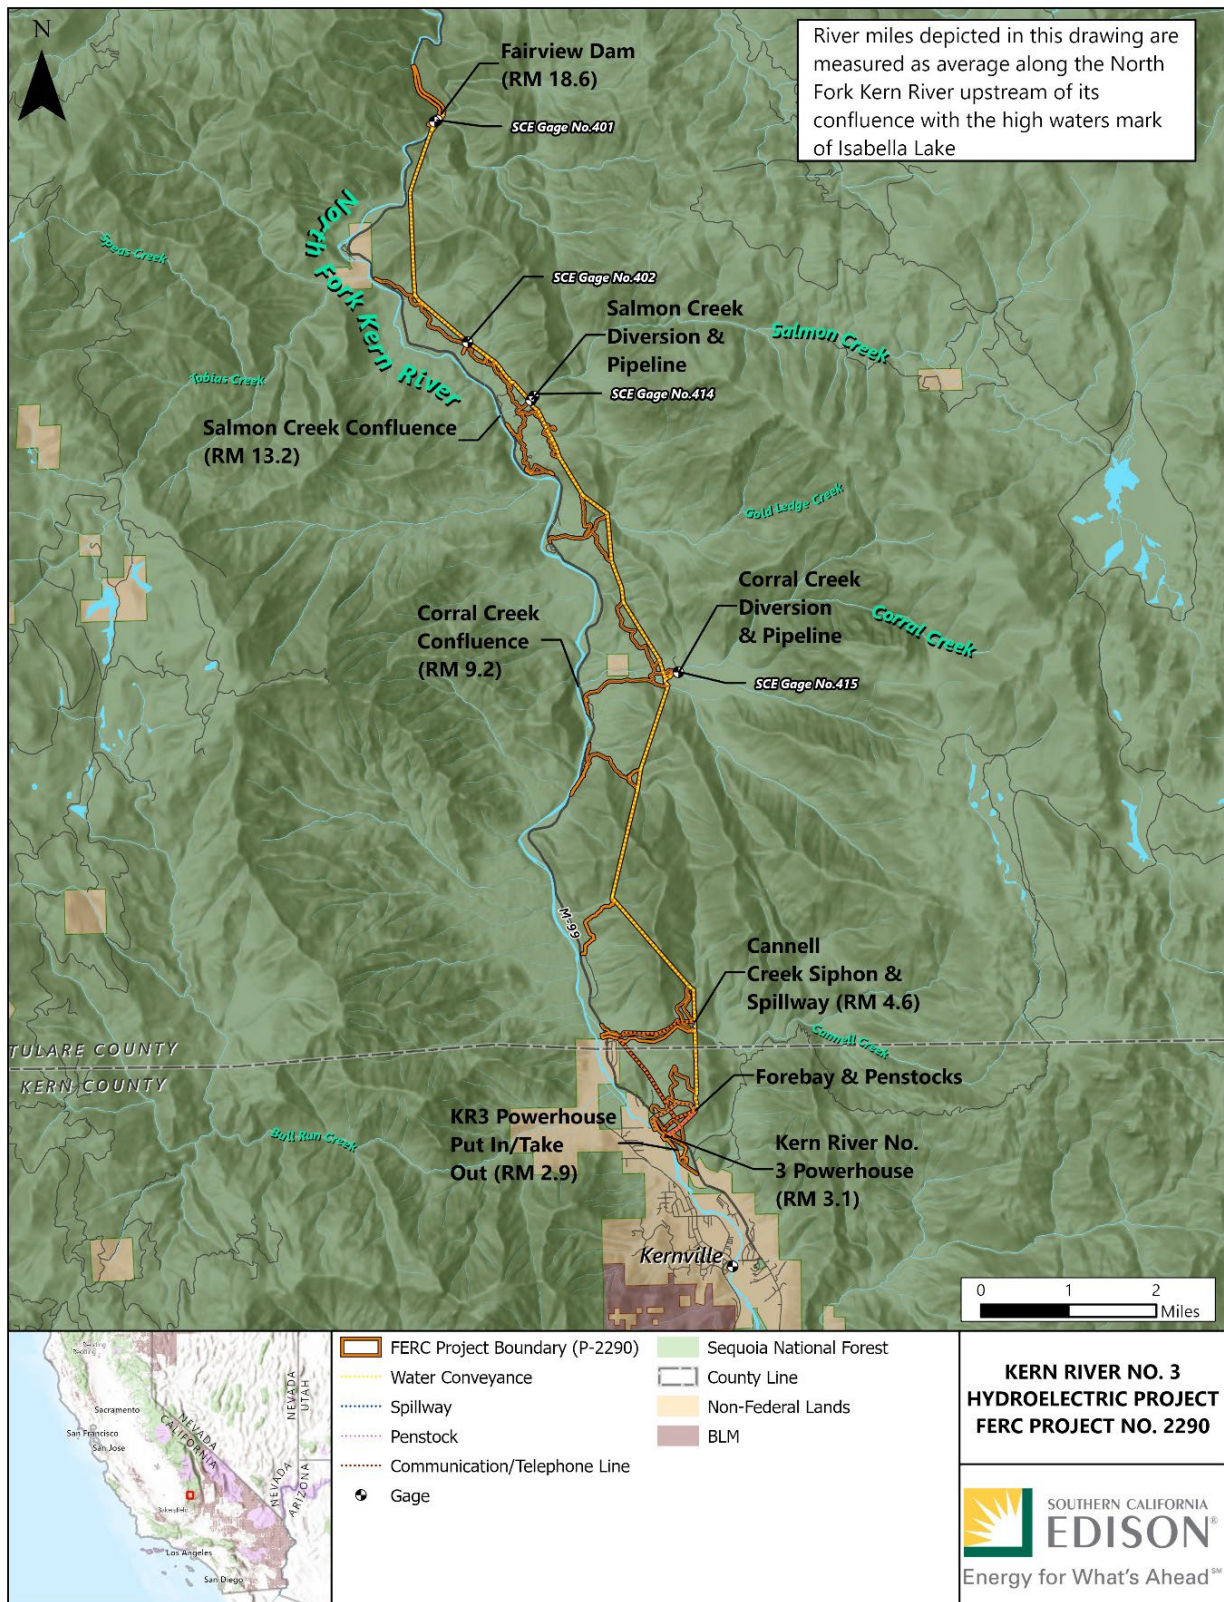 N
River miles depicted in this drawing are
measured as average along the North
Fork Kern River upstream of its
confluence with the high waters mark
of Isabella Lake
Fairview Dam
(RM 18.6)
SCE Gage No.401
North Fork Kern River
Speas Creek
SCE Gage No.402
Salmon Creek
Diversion &
Pipeline
Salmon Creek
SCE Gage No.414
Tobias Creek
Salmon Creek Confluence
(RM 13.2)
Gold Ledge Creek
Corral Creek
Diversion
& Pipeline
Corral Creek
Corral Creek
Confluence
(RM 9.2)
SCE Gage No.415
M-99
Cannell
Creek Siphon &
Spillway (RM 4.6)
Cannell Creek
TULARE COUNTY
KERN COUNTY
Forebay & Penstocks
KR3 Powerhouse
Put In/Take
Out (RM 2.9)
Bull Run Creek
Kern River No.
3 Powerhouse
(RM 3.1)
Kernville
0 1 2
Miles
Redding
Sacramento
San Francisco
San Jose
NEVADA
CALIFORNIA
NEVADA
UTAH
NEVADA
ARIZONA
Bakersfield
Los Angeles
San Diego
FERC Project Boundary (P-2290)
Water Conveyance
Spillway
Penstock
Communication/Telephone Line
Gage
Sequoia National Forest
County Line
Non-Federal Lands
BLM
KERN RIVER NO. 3
HYDROELECTRIC PROJECT
FERC PROJECT NO. 2290
SOUTHERN CALIFORNIA
EDISON®
Energy for What's Ahead℠